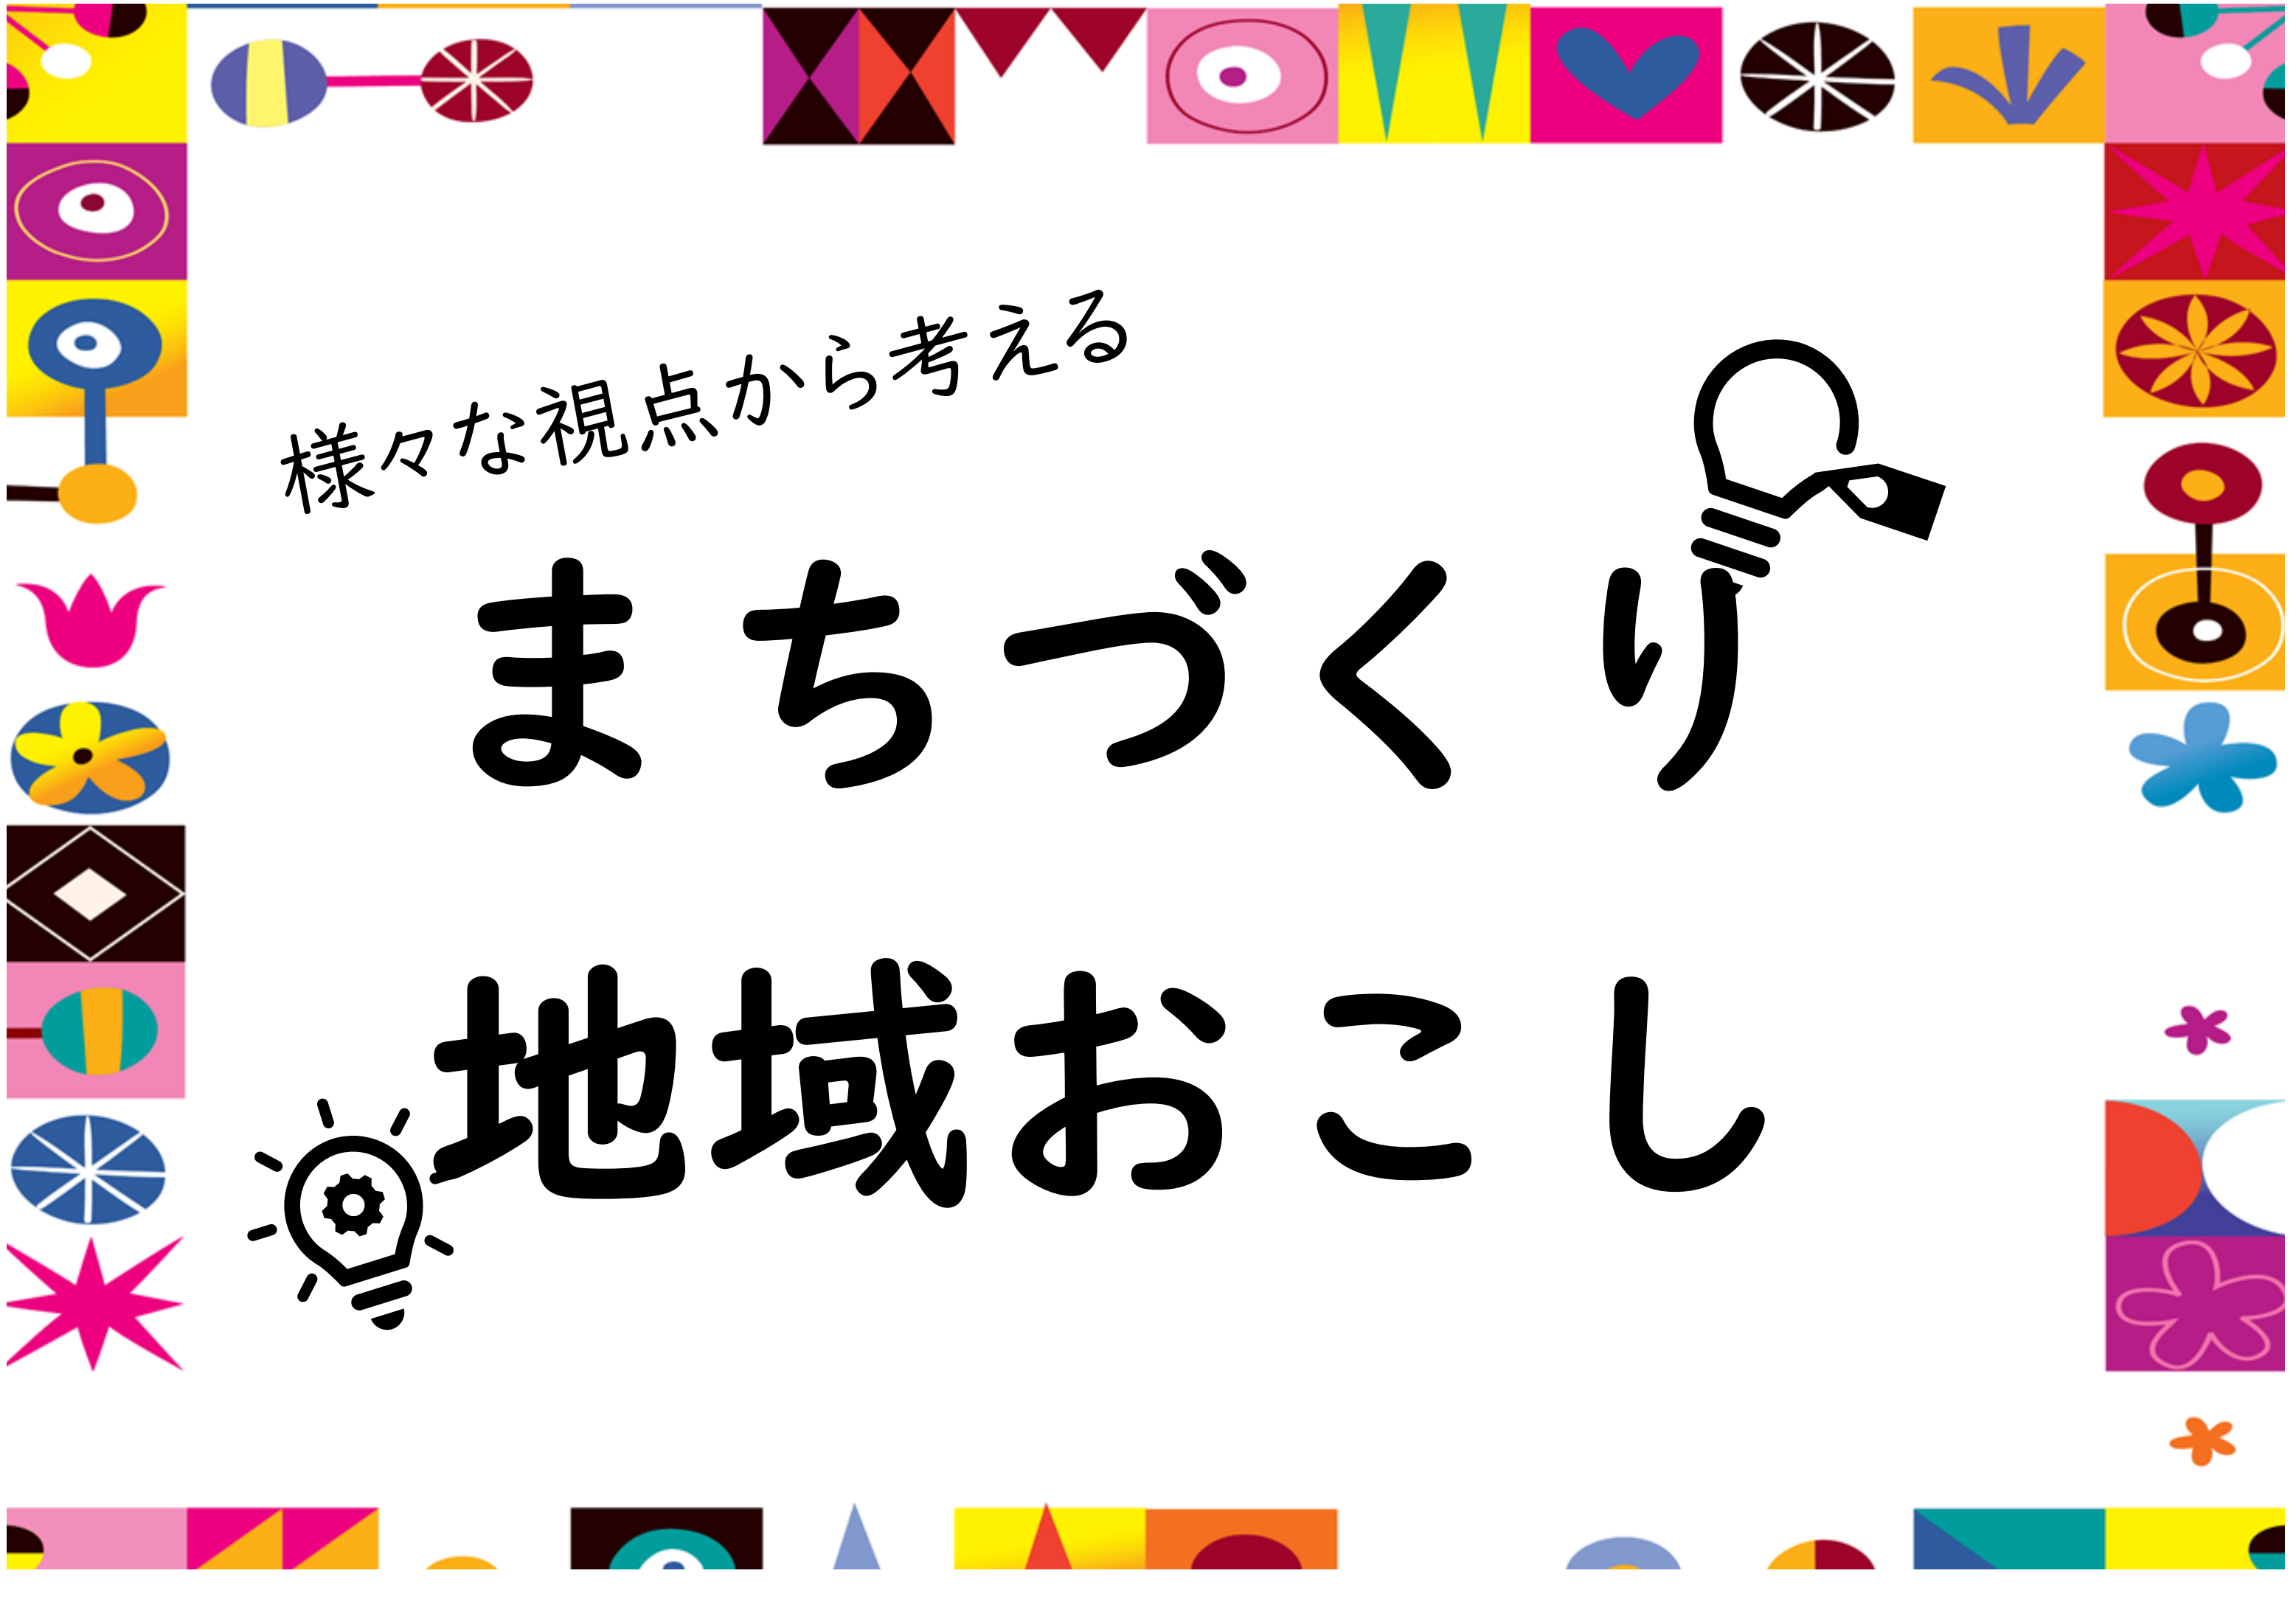 様々な視点から考える
まちづくり
地域おこし